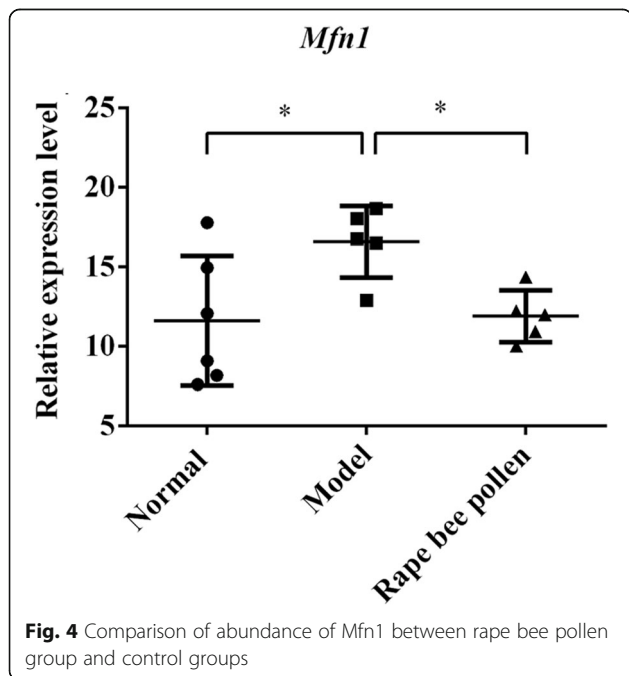 Mfn1
* *
Relative expression level
25
20
15
10
5
Normal
Model
Rape bee pollen
Fig. 4 Comparison of abundance of Mfn1 between rape bee pollen
group and control groups